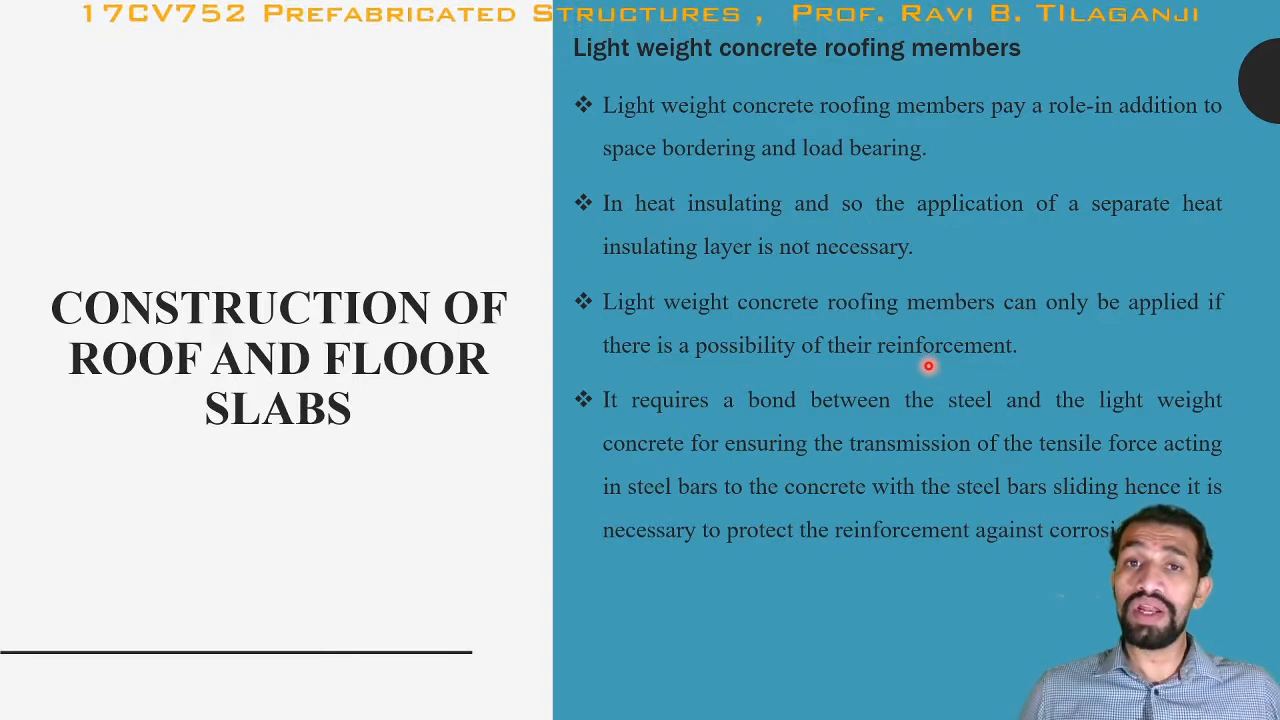 17CV752 Prefabricated Structures , Prof. Ravi B. Tilaganji
Light weight concrete roofing members
❖ Light weight concrete roofing members pay a role-in addition to
space bordering and load bearing.
❖ In heat insulating and so the application of a separate heat
insulating layer is not necessary.
CONSTRUCTION OF
ROOF AND FLOOR
SLABS
❖ Light weight concrete roofing members can only be applied if
there is a possibility of their reinforcement.
❖ It requires a bond between the steel and the light weight
concrete for ensuring the transmission of the tensile force acting
in steel bars to the concrete with the steel bars sliding hence it is
necessary to protect the reinforcement against